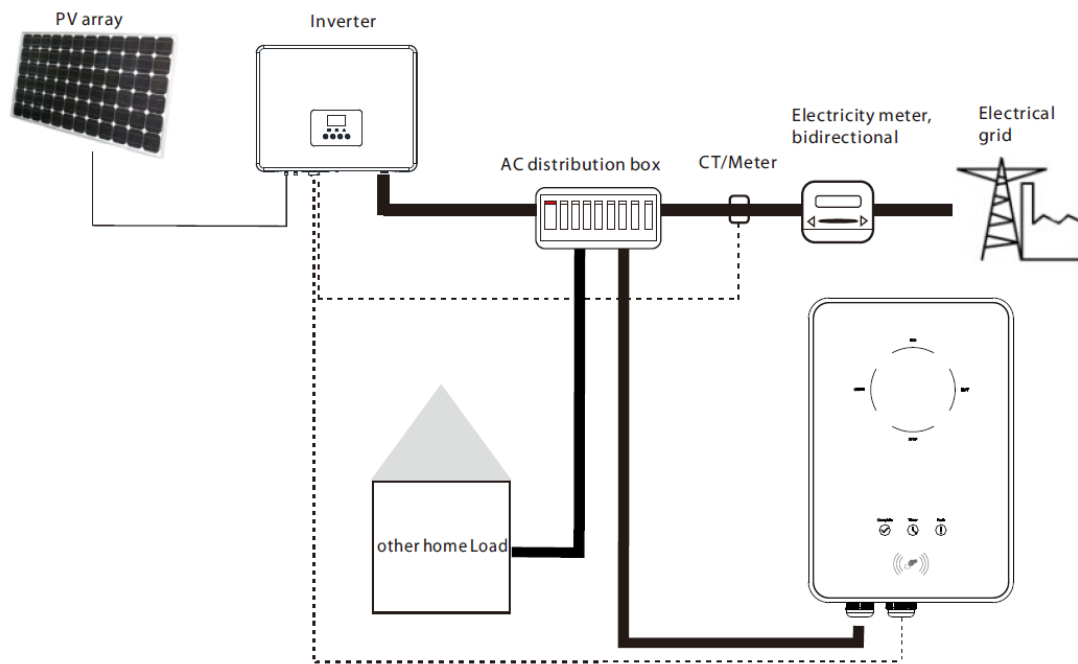 PV array
Inverter
Electricity meter,
bidirectional
Electrical
grid
AC distribution box
CT/Meter
other home Load